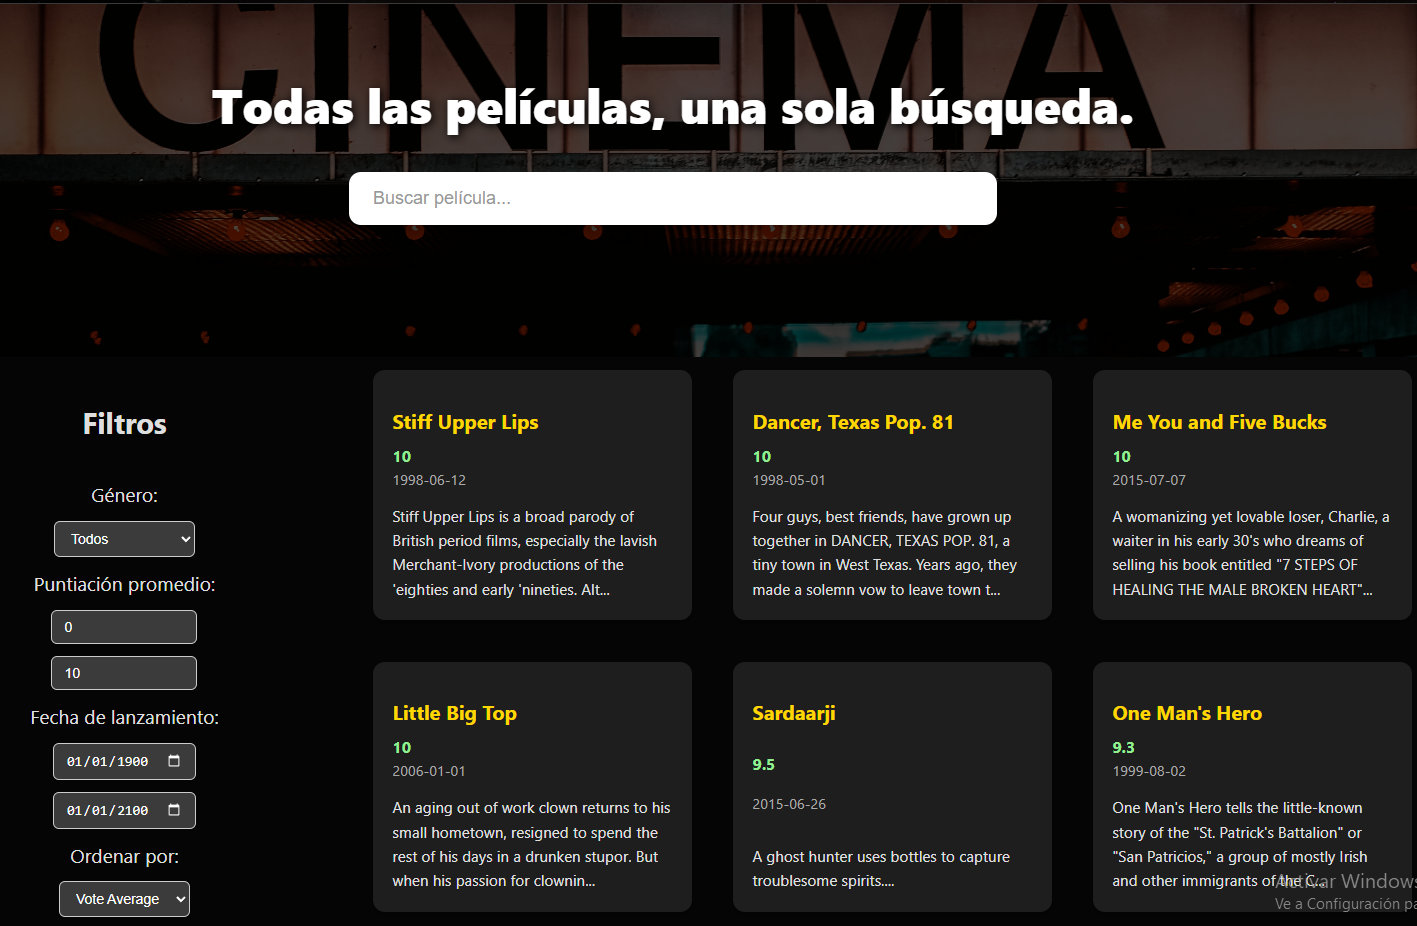 CINEMA
Todas las películas, una sola búsqueda.
Buscar película...
Filtros
Género:
Todos
Puntiación promedio:
0
10
Fecha de lanzamiento:
01/01/1900
01/01/2100
Ordenar por:
Vote Average
Stiff Upper Lips
10
1998-06-12
Stiff Upper Lips is a broad parody of
British period films, especially the lavish
Merchant-Ivory productions of the
'eighties and early 'nineties. Alt...
Dancer, Texas Pop. 81
10
1998-05-01
Four guys, best friends, have grown up
together in DANCER, TEXAS POP. 81, a
tiny town in West Texas. Years ago, they
made a solemn vow to leave town t...
Me You and Five Bucks
10
2015-07-07
A womanizing yet lovable loser, Charlie, a
waiter in his early 30's who dreams of
selling his book entitled "7 STEPS OF
HEALING THE MALE BROKEN HEART"...
Little Big Top
10
2006-01-01
An aging out of work clown returns to his
small hometown, resigned to spend the
rest of his days in a drunken stupor. But
when his passion for clownin...
Sardaarji
9.5
2015-06-26
A ghost hunter uses bottles to capture
troublesome spirits....
One Man's Hero
9.3
1999-08-02
One Man's Hero tells the little-known
story of the "St. Patrick's Battalion" or
"San Patricios," a group of mostly Irish
and other immigrants of the C...
Activar Windows
Ve a Configuración pa